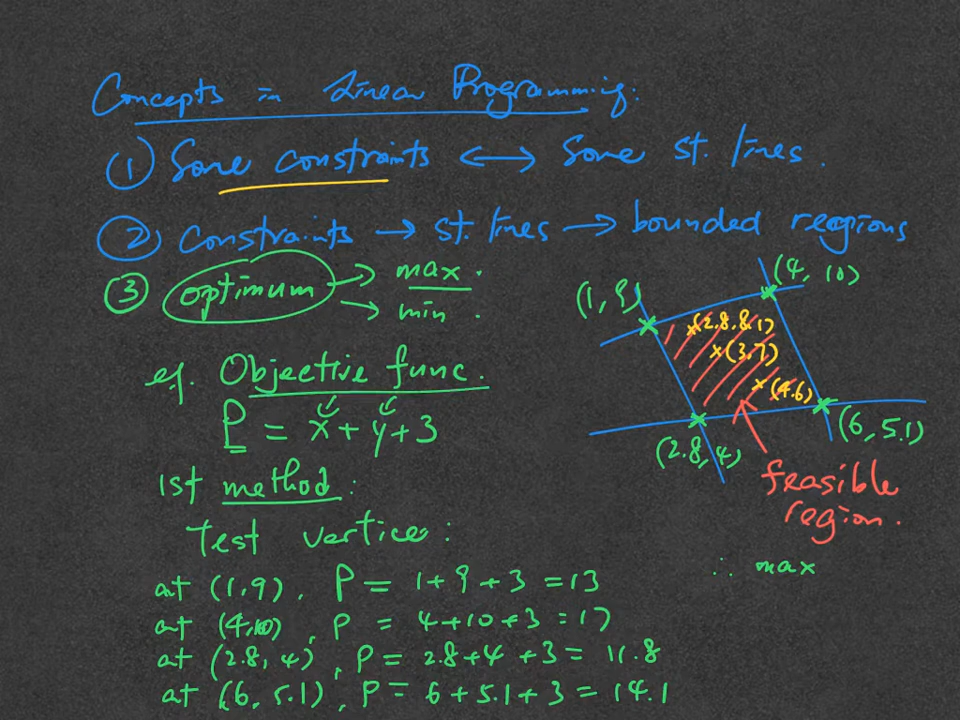 Concepts in Linear Programming:
① Some constraints ⟷ Some st. lines.
② Constraints → st. lines → bounded regions
③ optimum → max.
→ min.
eg. Objective func.
P = x + y + 3
1st method:
Test vertice:
at (1,9), P = 1 + 9 + 3 = 13
at (4,10), P = 4+10+3 = 17
at (2.8, 4), P = 2.8+4+3 = 11.8
at (6, 5.1), P = 6 + 5.1 + 3 = 14.1
(4, 10)
(1, 9)
×(2.8,8.1)
×(3,7)
×(4.6)
(6, 5.1)
(2.8, 4)
feasible
region.
∴ max